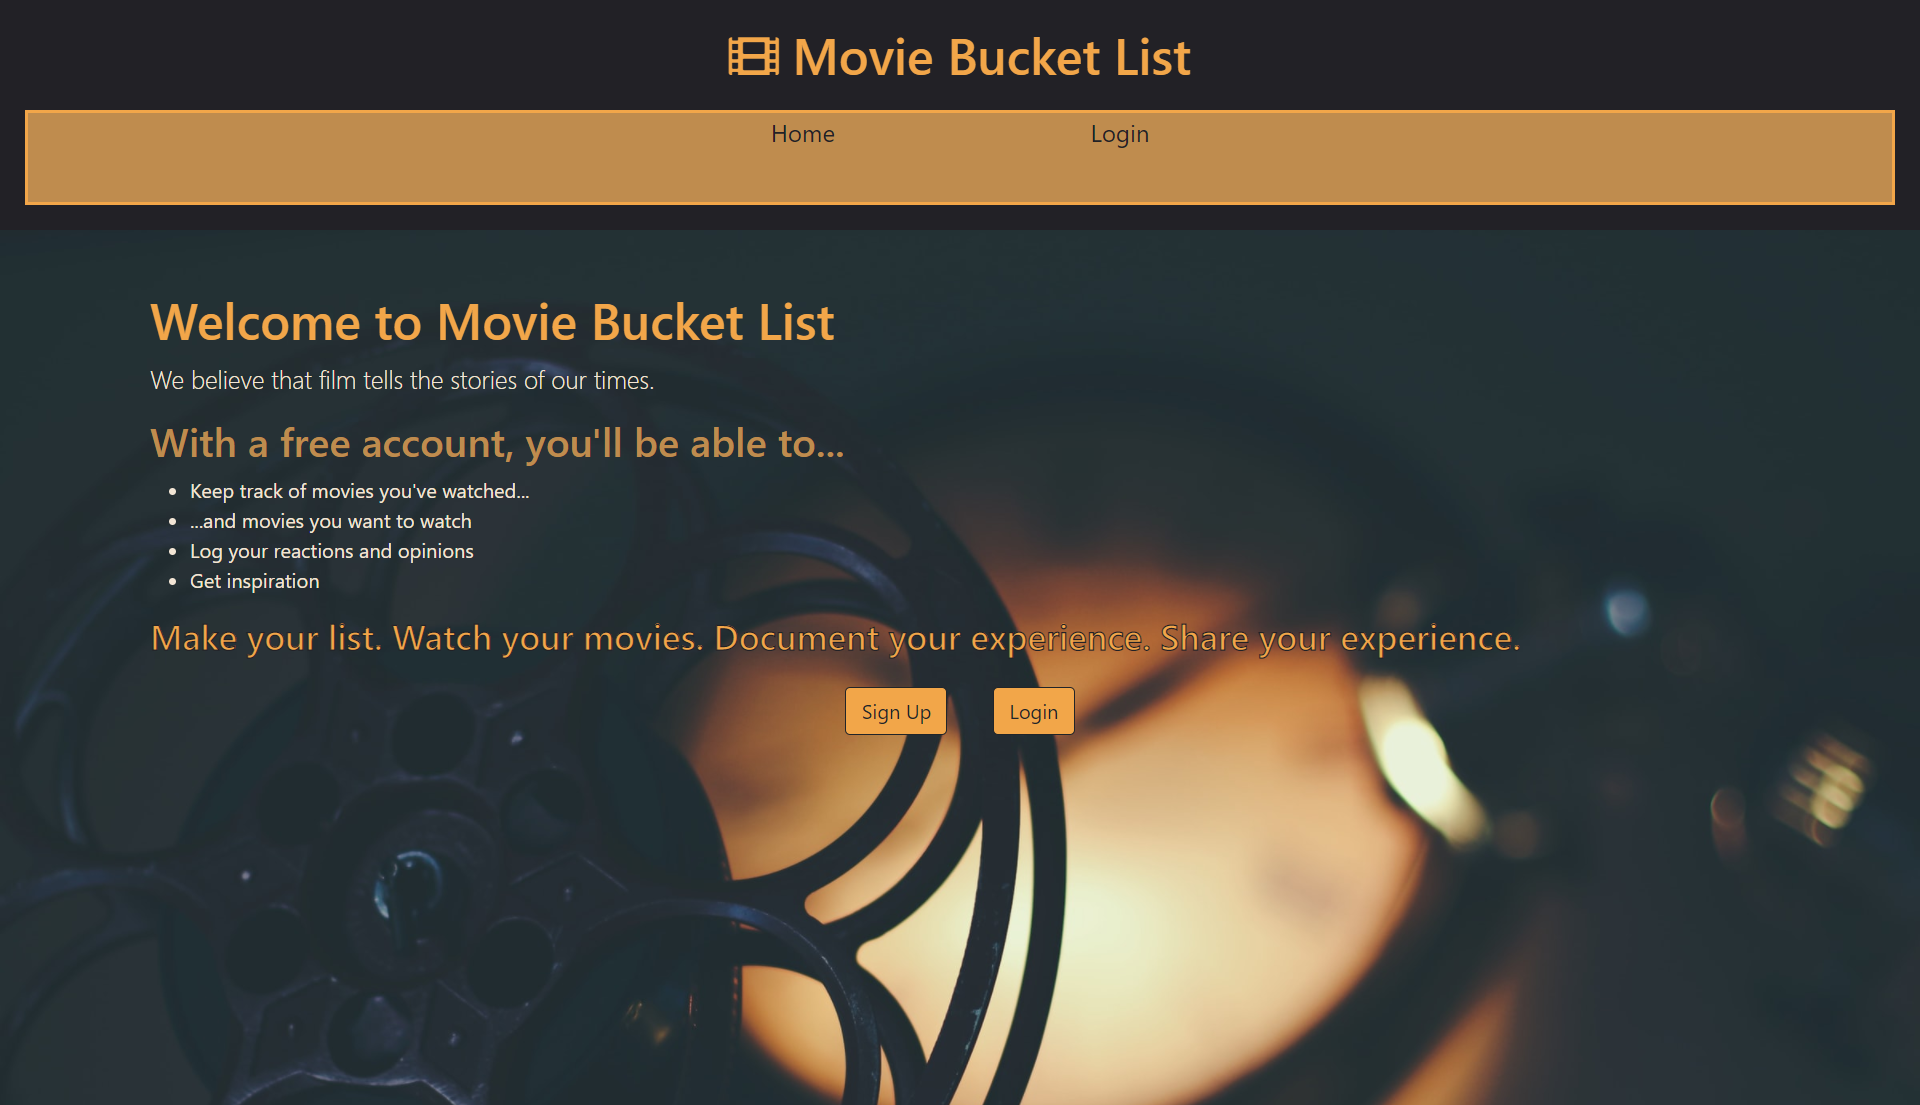 Movie Bucket List
Home Login
Welcome to Movie Bucket List
We believe that film tells the stories of our times.
With a free account, you'll be able to...
Keep track of movies you've watched...
...and movies you want to watch
Log your reactions and opinions
Get inspiration
Make your list. Watch your movies. Document your experience. Share your experience.
Sign Up Login